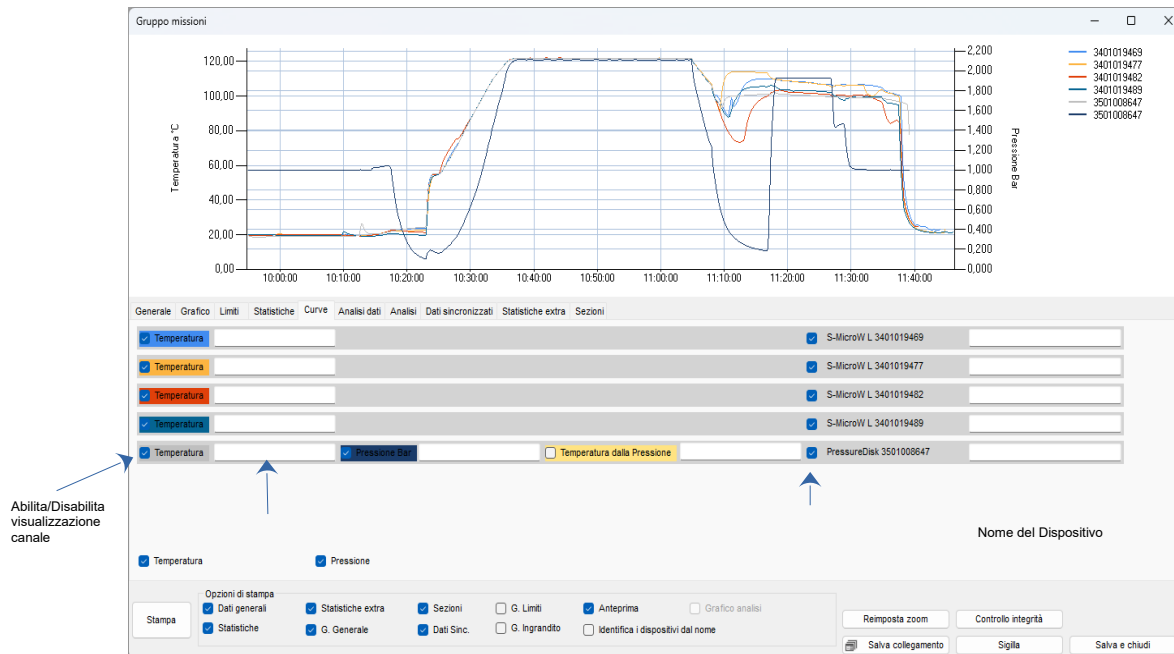 Gruppo missioni
120,00
100,00
80,00
60,00
40,00
20,00
0,00
Temperatura °C
10:00:00 10:10:00 10:20:00 10:30:00 10:40:00 10:50:00 11:00:00 11:10:00 11:20:00 11:30:00 11:40:00
2,200
2,000
1,800
1,600
1,400
1,200
1,000
0,800
0,600
0,400
0,200
0,000
Pressione Bar
3401019469
3401019477
3401019482
3401019489
3501008647
3501008647
Generale Grafico Limiti Statistiche Curve Analisi dati Analisi Dati sincronizzati Statistiche extra Sezioni
Temperatura S-MicroW L 3401019469
Temperatura S-MicroW L 3401019477
Temperatura S-MicroW L 3401019482
Temperatura S-MicroW L 3401019489
Temperatura Pressione Bar Temperatura dalla Pressione PressureDisk 3501008647
Abilita/Disabilita
visualizzazione
canale
Nome del Dispositivo
Temperatura Pressione
Opzioni di stampa
Stampa
Dati generali Statistiche extra Sezioni G. Limiti Anteprima Grafico analisi
Statistiche G. Generale Dati Sinc. G. Ingrandito Identifica i dispositivi dal nome
Reimposta zoom Controllo integrità
Salva collegamento Sigilla Salva e chiudi